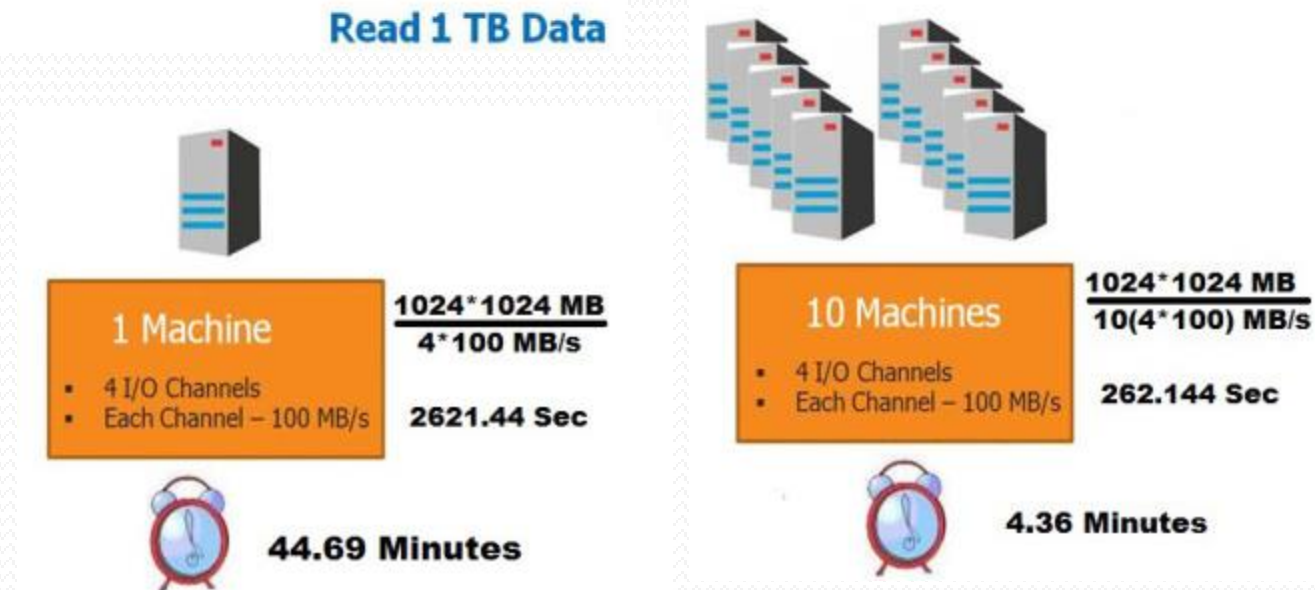 Read 1 TB Data
1 Machine
▪ 4 I/O Channels
▪ Each Channel – 100 MB/s
1024*1024 MB
4*100 MB/s
2621.44 Sec
44.69 Minutes
10 Machines
▪ 4 I/O Channels
▪ Each Channel – 100 MB/s
1024*1024 MB
10(4*100) MB/s
262.144 Sec
4.36 Minutes